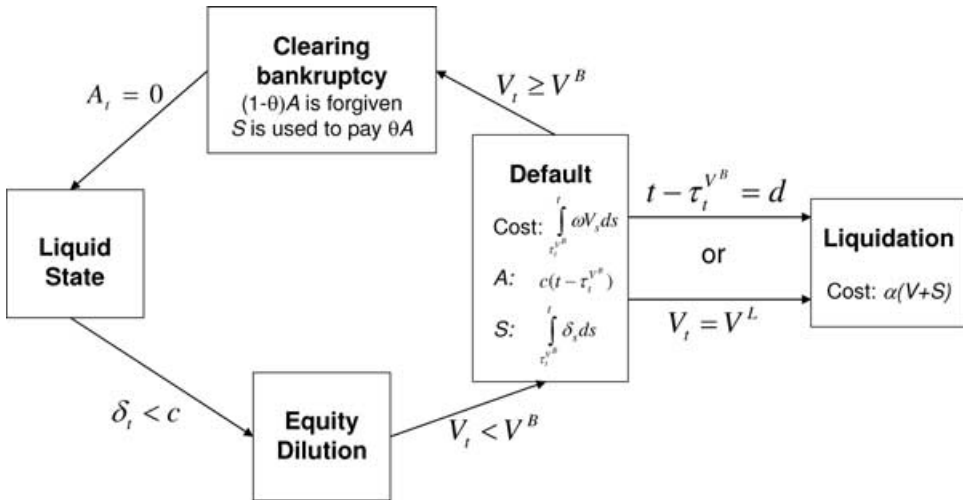 Clearing
bankruptcy
(1-θ)A is forgiven
S is used to pay θA
A_t = 0
V_t ≥ V^B
Default
Cost: ∫_{τ_t^{V^B}}^t ωV_s ds
A: c(t − τ_t^{V^B})
S: ∫_{τ_t^{V^B}}^t δ_s ds
t − τ_t^{V^B} = d
or
V_t = V^L
Liquidation
Cost: α(V+S)
Liquid
State
δ_t < c
Equity
Dilution
V_t < V^B